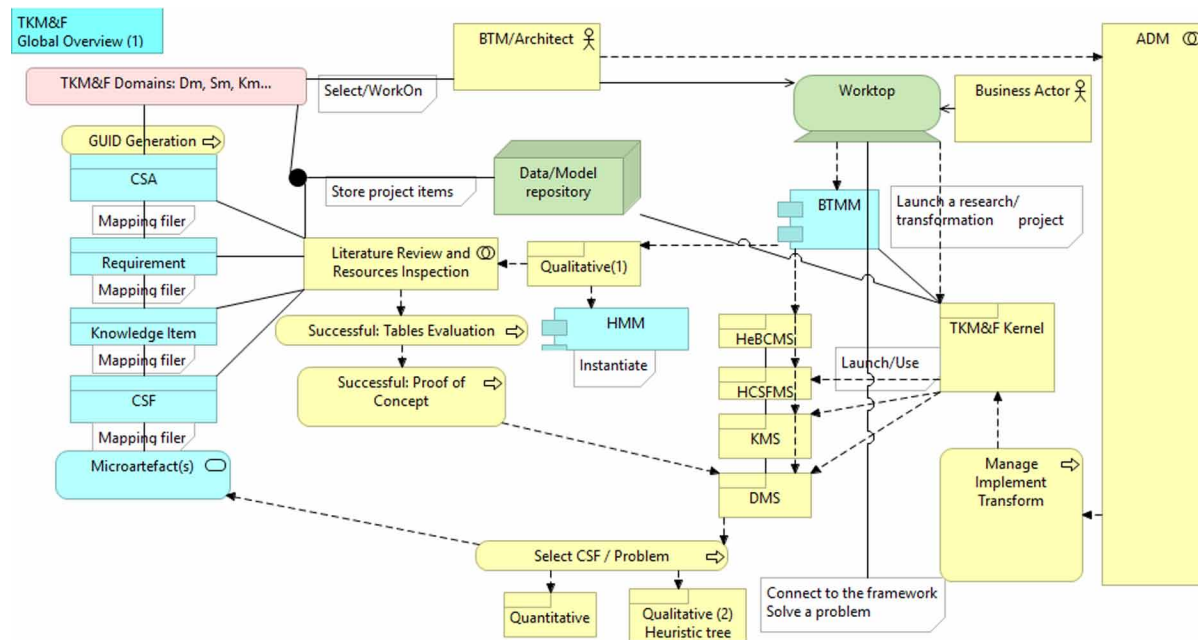 TKM&F
Global Overview (1)
BTM/Architect
ADM
TKM&F Domains: Dm, Sm, Km...
Select/WorkOn
Worktop
Business Actor
GUID Generation
CSA
Data/Model
repository
Store project items
Mapping filer
BTMM
Launch a research/
transformation project
Requirement
Literature Review and
Resources Inspection
Qualitative(1)
Mapping filer
Knowledge Item
Successful: Tables Evaluation
HMM
HeBCMS
TKM&F Kernel
Mapping filer
Instantiate
Launch/Use
CSF
Successful: Proof of
Concept
HCSFMS
Mapping filer
KMS
Microartefact(s)
DMS
Manage
Implement
Transform
Select CSF / Problem
Quantitative
Qualitative (2)
Heuristic tree
Connect to the framework
Solve a problem